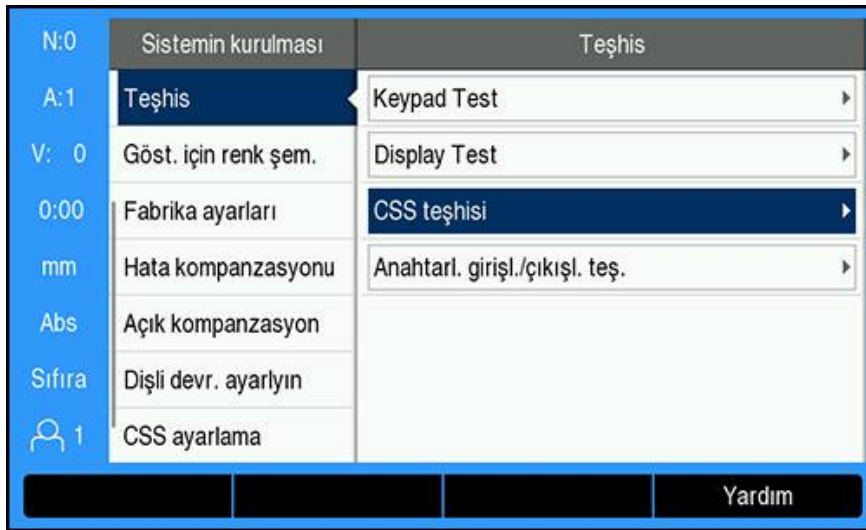 N:0
Sistemin kurulması
Teşhis
A:1
Teşhis
Keypad Test
V: 0
Göst. için renk şem.
Display Test
0:00
Fabrika ayarları
CSS teşhisi
mm
Hata kompanzasyonu
Anahtarl. girişl./çıkışl. teş.
Abs
Açık kompanzasyon
Sıfıra
Dişli devr. ayarlyın
1
CSS ayarlama
Yardım